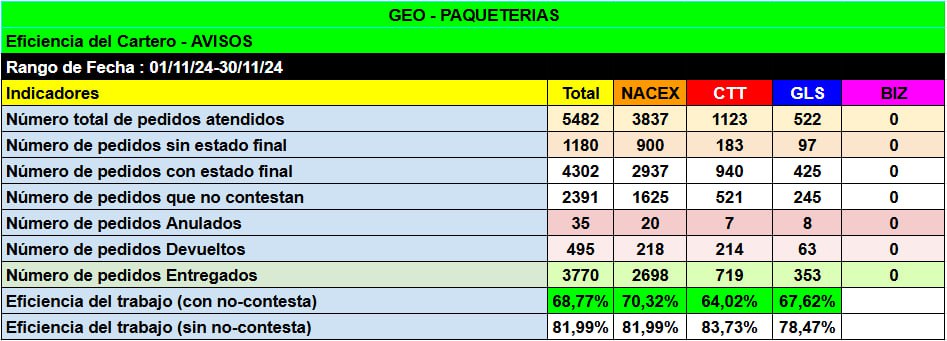 GEO - PAQUETERIAS
Eficiencia del Cartero - AVISOS
Rango de Fecha : 01/11/24-30/11/24
Indicadores Total NACEX CTT GLS BIZ
Número total de pedidos atendidos 5482 3837 1123 522 0
Número de pedidos sin estado final 1180 900 183 97 0
Número de pedidos con estado final 4302 2937 940 425 0
Número de pedidos que no contestan 2391 1625 521 245 0
Número de pedidos Anulados 35 20 7 8 0
Número de pedidos Devueltos 495 218 214 63 0
Número de pedidos Entregados 3770 2698 719 353 0
Eficiencia del trabajo (con no-contesta) 68,77% 70,32% 64,02% 67,62%
Eficiencia del trabajo (sin no-contesta) 81,99% 81,99% 83,73% 78,47%